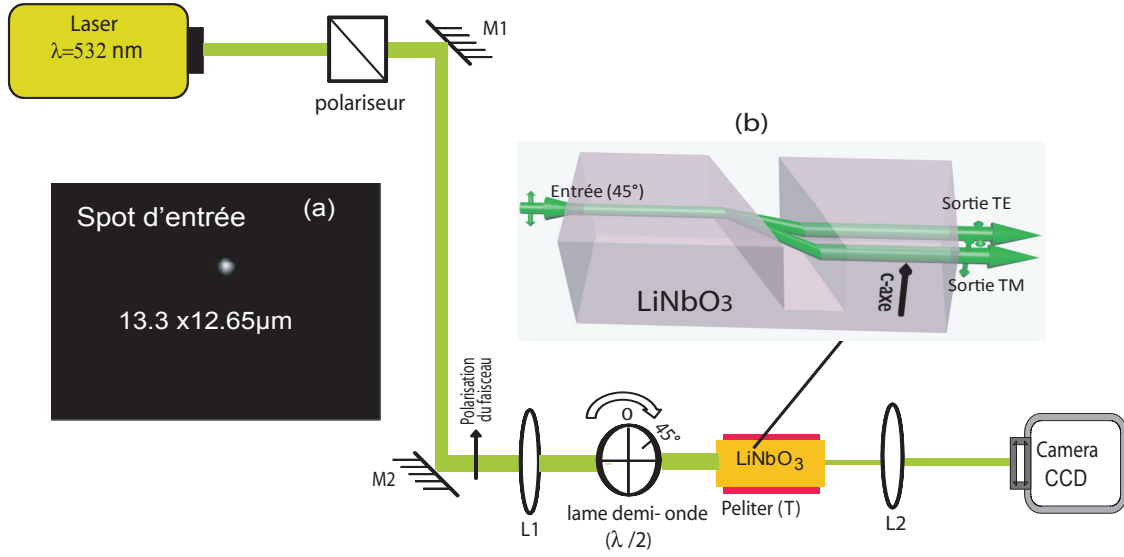 Laser
λ=532 nm
polariseur
M1
(b)
Entrée (45°)
Sortie TE
Sortie TM
c-axe
LiNbO3
Spot d'entrée
(a)
13.3 x12.65µm
Polarisation
du faisceau
M2
L1
O
45°
lame demi- onde
(λ /2)
LiNbO3
Peliter (T)
L2
Camera
CCD